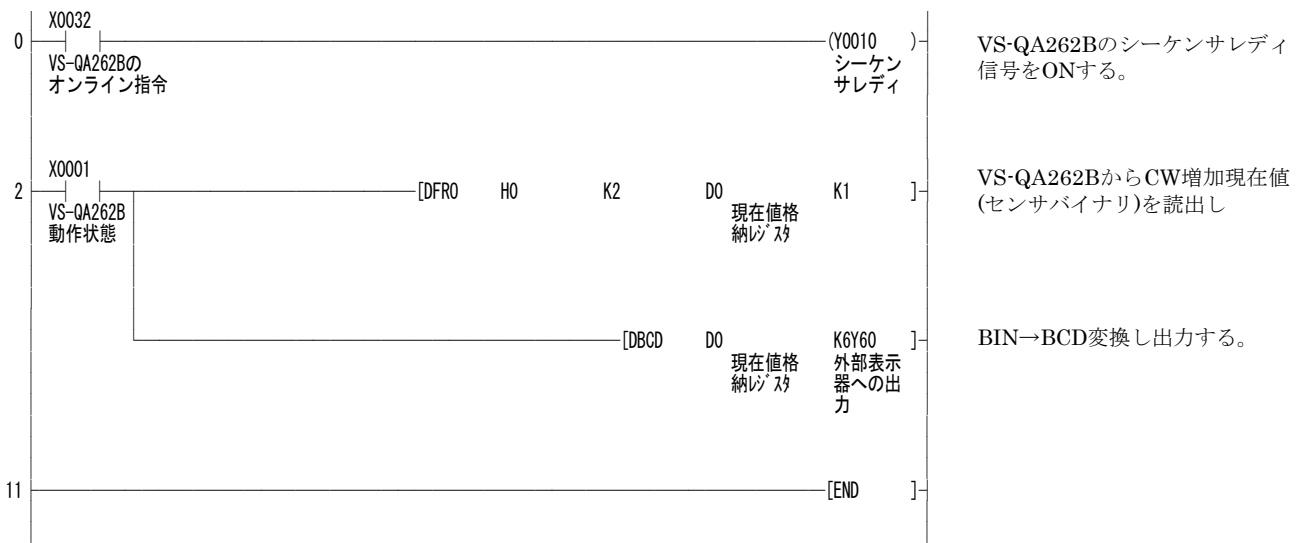 X0032
0 (Y0010 )
VS-QA262Bの
オンライン指令
シーケン
サレディ
VS-QA262Bのシーケンサレディ
信号をONする。
X0001
2 [DFRO H0 K2 D0 K1 ]
VS-QA262B
動作状態
現在値格
納ﾚｼﾞｽﾀ
VS-QA262BからCW増加現在値
(センサバイナリ)を読出し
[DBCD D0 K6Y60 ]
現在値格
納ﾚｼﾞｽﾀ
外部表示
器への出
力
BIN→BCD変換し出力する。
11 [END ]